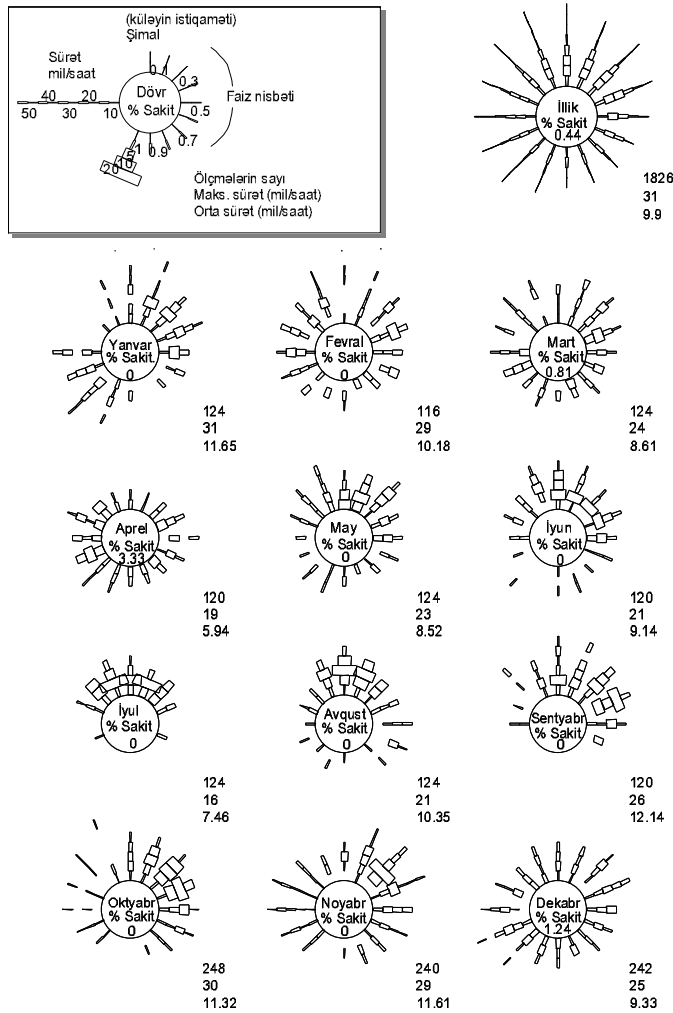 (küləyin istiqaməti)
Şimal
Sürət
mil/saat
50 40 30 20 10
Dövr
% Sakit
0 0.3 0.5 0.7 0.9 1
Faiz nisbəti
5 10 20
Ölçmələrin sayı
Maks. sürət (mil/saat)
Orta sürət (mil/saat)
İllik
% Sakit
0.44
1826
31
9.9
Yanvar
% Sakit.
0
124
31
11.65
Fevral
% Sakit
0
116
29
10.18
Mart
% Sakit
0.81
124
24
8.61
Aprel
% Sakit
3.33
120
19
5.94
May
% Sakit
0
124
23
8.52
İyun
% Sakit
0
120
21
9.14
İyul
% Sakit
0
124
16
7.46
Avqust
% Sakit
0
124
21
10.35
Sentyabr
% Sakit
0
120
26
12.14
Oktyabr
% Sakit
0
248
30
11.32
Noyabr
% Sakit
0
240
29
11.61
Dekabr
% Sakit
1.24
242
25
9.33